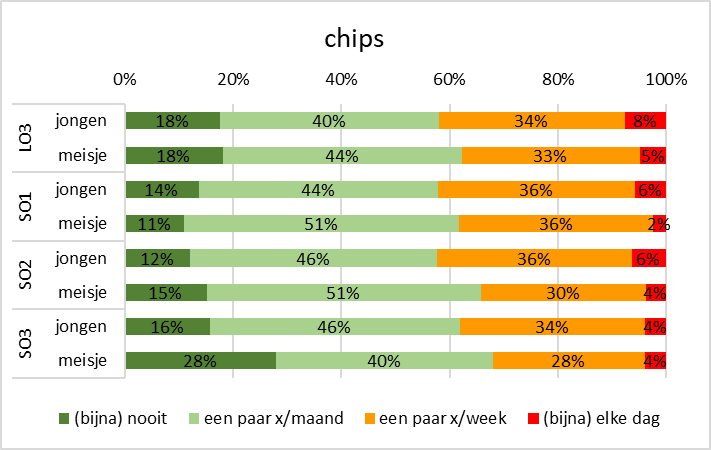 chips
0% 20% 40% 60% 80% 100%
LO3
jongen 18% 40% 34% 8%
meisje 18% 44% 33% 5%
SO1
jongen 14% 44% 36% 6%
meisje 11% 51% 36% 2%
SO2
jongen 12% 46% 36% 6%
meisje 15% 51% 30% 4%
SO3
jongen 16% 46% 34% 4%
meisje 28% 40% 28% 4%
(bijna) nooit een paar x/maand een paar x/week (bijna) elke dag